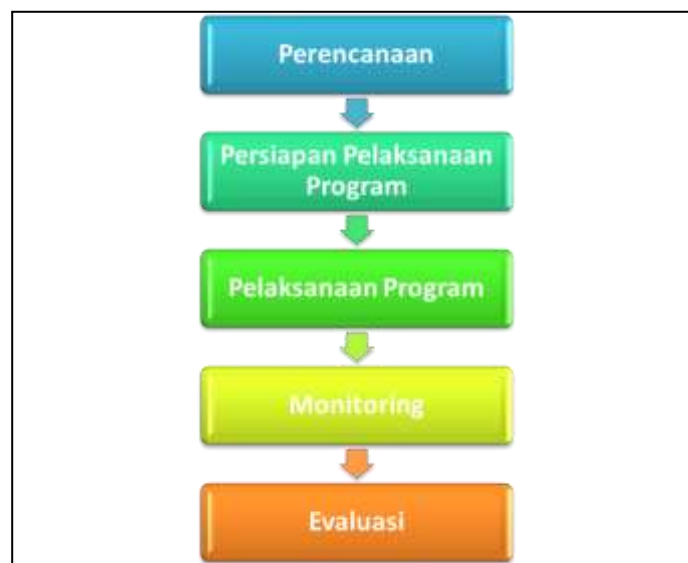 Perencanaan
Persiapan Pelaksanaan
Program
Pelaksanaan Program
Monitoring
Evaluasi